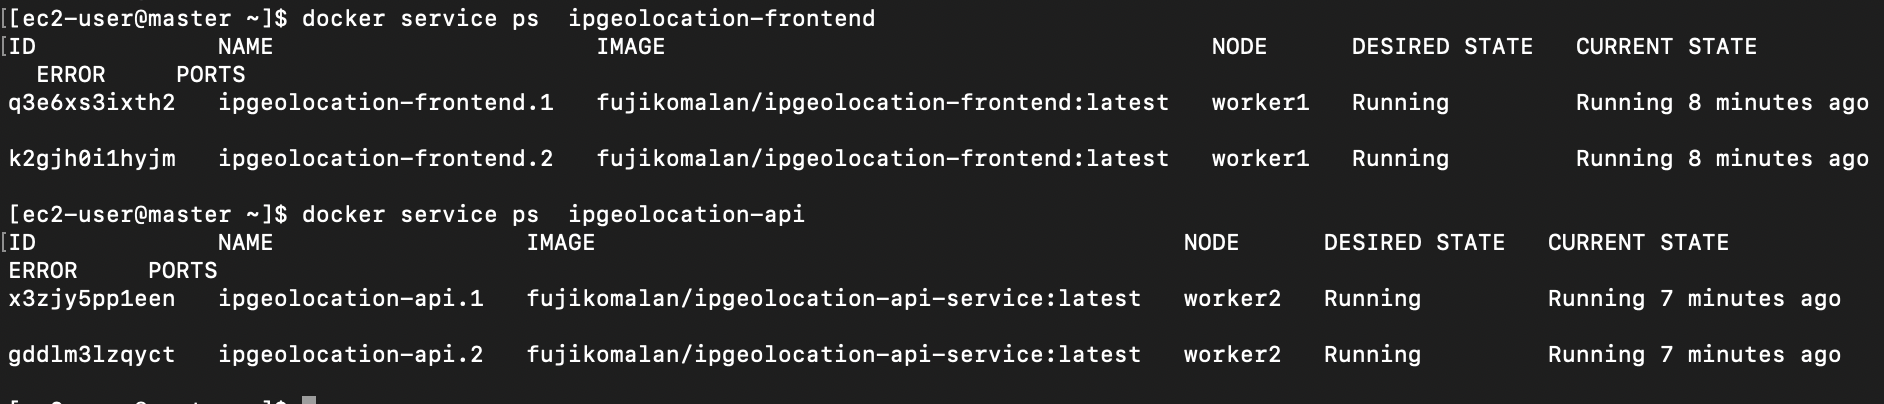 [[ec2-user@master ~]$ docker service ps  ipgeolocation-frontend
[ID             NAME                       IMAGE                                       NODE      DESIRED STATE   CURRENT STATE
  ERROR     PORTS
q3e6xs3ixth2   ipgeolocation-frontend.1   fujikomalan/ipgeolocation-frontend:latest   worker1   Running         Running 8 minutes ago
k2gjh0i1hyjm   ipgeolocation-frontend.2   fujikomalan/ipgeolocation-frontend:latest   worker1   Running         Running 8 minutes ago
[ec2-user@master ~]$ docker service ps  ipgeolocation-api
[ID             NAME                  IMAGE                                          NODE      DESIRED STATE   CURRENT STATE
ERROR     PORTS
x3zjy5pp1een   ipgeolocation-api.1   fujikomalan/ipgeolocation-api-service:latest   worker2   Running         Running 7 minutes ago
gddlm3lzqyct   ipgeolocation-api.2   fujikomalan/ipgeolocation-api-service:latest   worker2   Running         Running 7 minutes ago